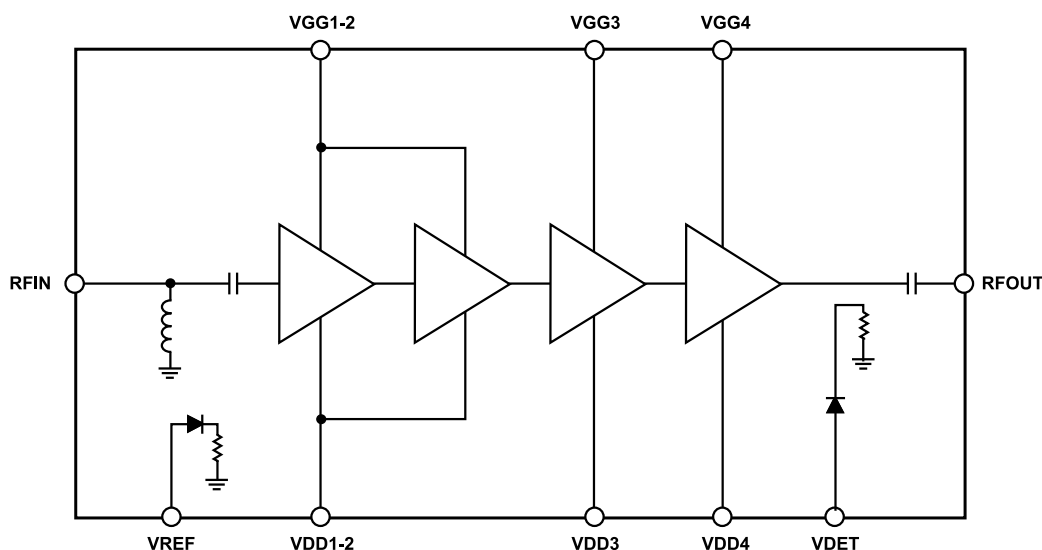 VGG1-2
VGG3
VGG4
RFIN
RFOUT
VREF
VDD1-2
VDD3
VDD4
VDET